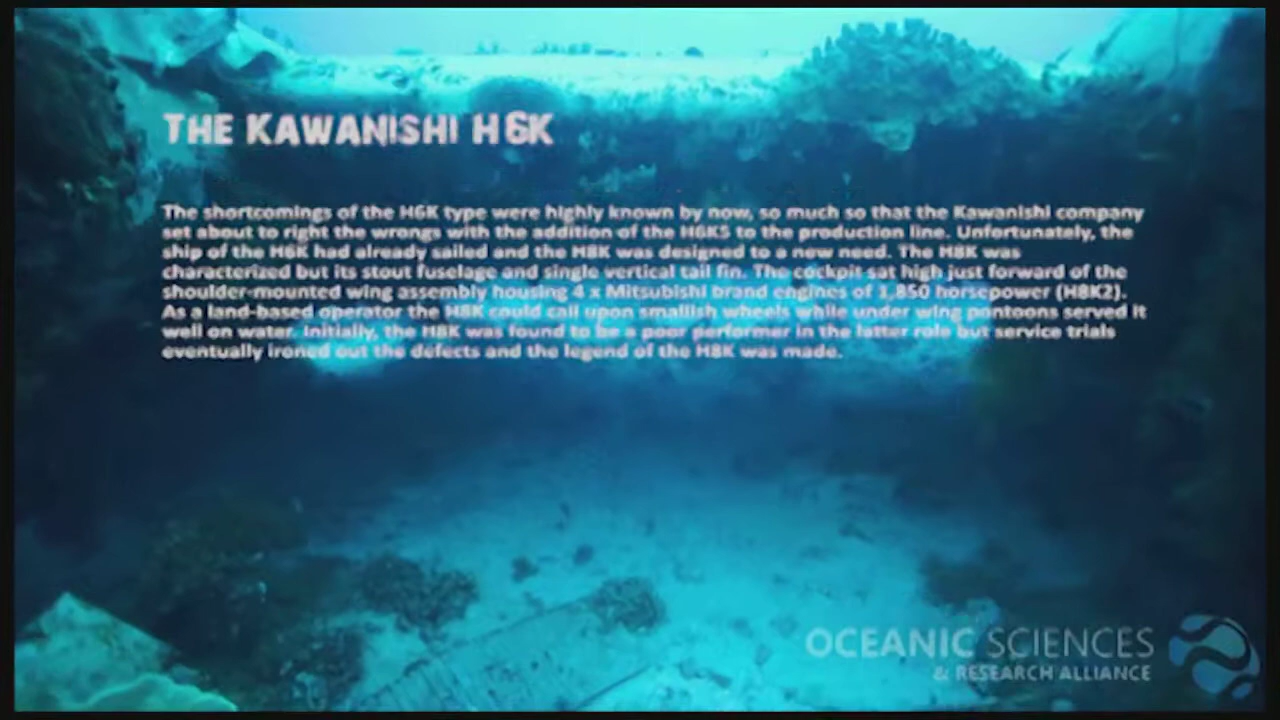 THE KAWANISHI H6K
The shortcomings of the H6K type were highly known by now, so much so that the Kawanishi company
set about to right the wrongs with the addition of the H6K5 to the production line. Unfortunately, the
ship of the H6K had already sailed and the H8K was designed to a new need. The H8K was
characterized but its stout fuselage and single vertical tail fin. The cockpit sat high just forward of the
shoulder-mounted wing assembly housing 4 x Mitsubishi brand engines of 1,850 horsepower (H8K2).
As a land-based operator the H8K could call upon smallish wheels while under wing pontoons served it
well on water. Initially, the H8K was found to be a poor performer in the latter role but service trials
eventually ironed out the defects and the legend of the H8K was made.
OCEANIC SCIENCES
& RESEARCH ALLIANCE